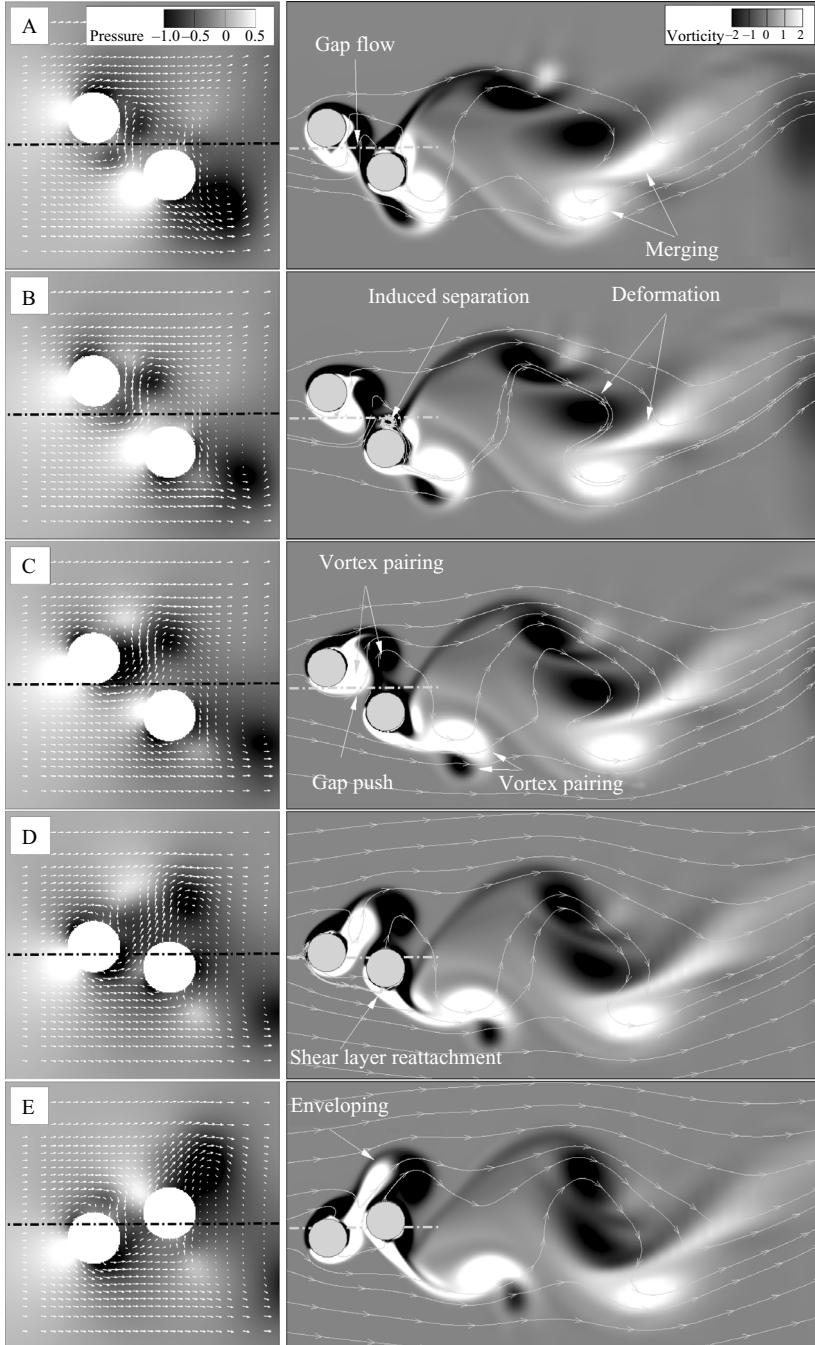 A
Pressure −1.0 −0.5 0 0.5
Gap flow
Vorticity −2 −1 0 1 2
Merging
B
Induced separation
Deformation
C
Vortex pairing
Gap push
Vortex pairing
D
Shear layer reattachment
E
Enveloping